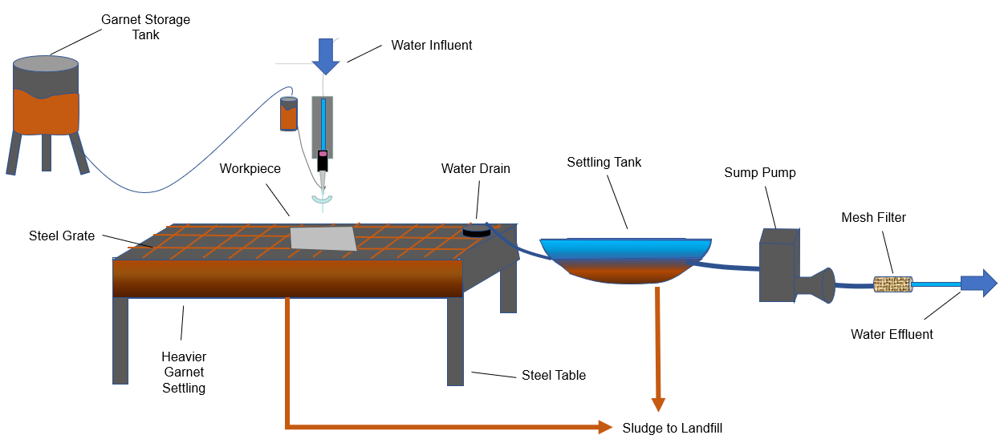 Garnet Storage
Tank
Water Influent
Workpiece
Water Drain
Settling Tank
Sump Pump
Mesh Filter
Steel Grate
Water Effluent
Heavier
Garnet
Settling
Steel Table
Sludge to Landfill